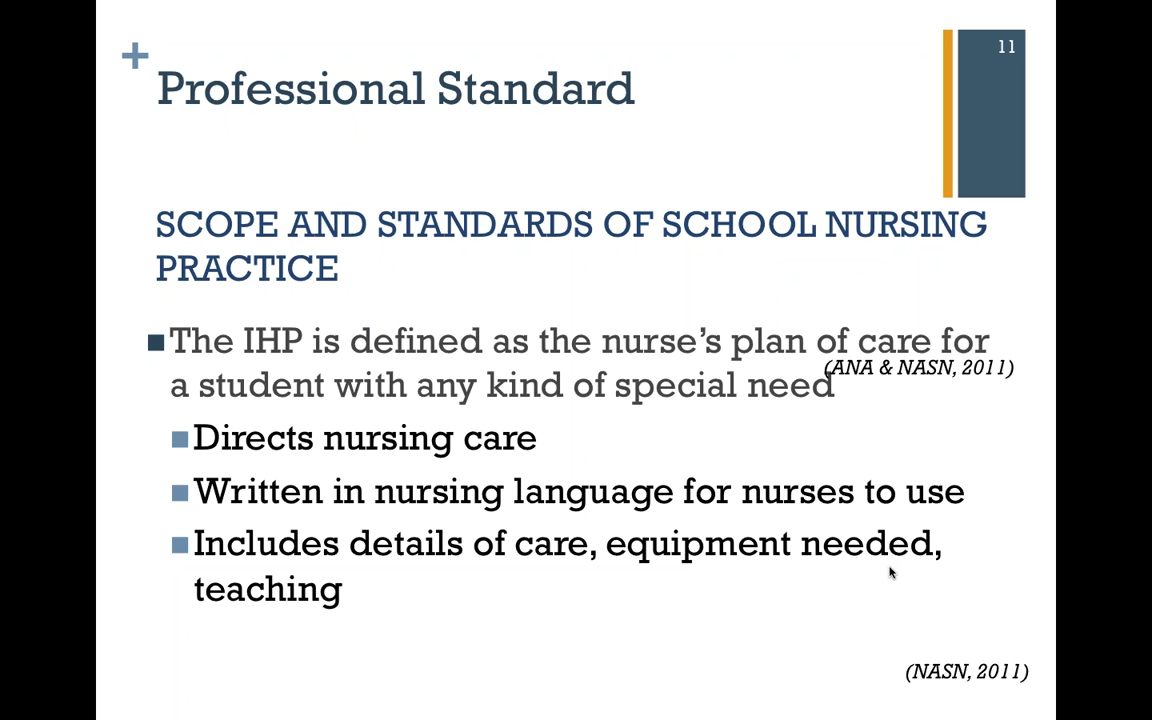 11
+
Professional Standard
SCOPE AND STANDARDS OF SCHOOL NURSING
PRACTICE
The IHP is defined as the nurse’s plan of care for
(ANA & NASN, 2011)
a student with any kind of special need
Directs nursing care
Written in nursing language for nurses to use
Includes details of care, equipment needed,
teaching
(NASN, 2011)